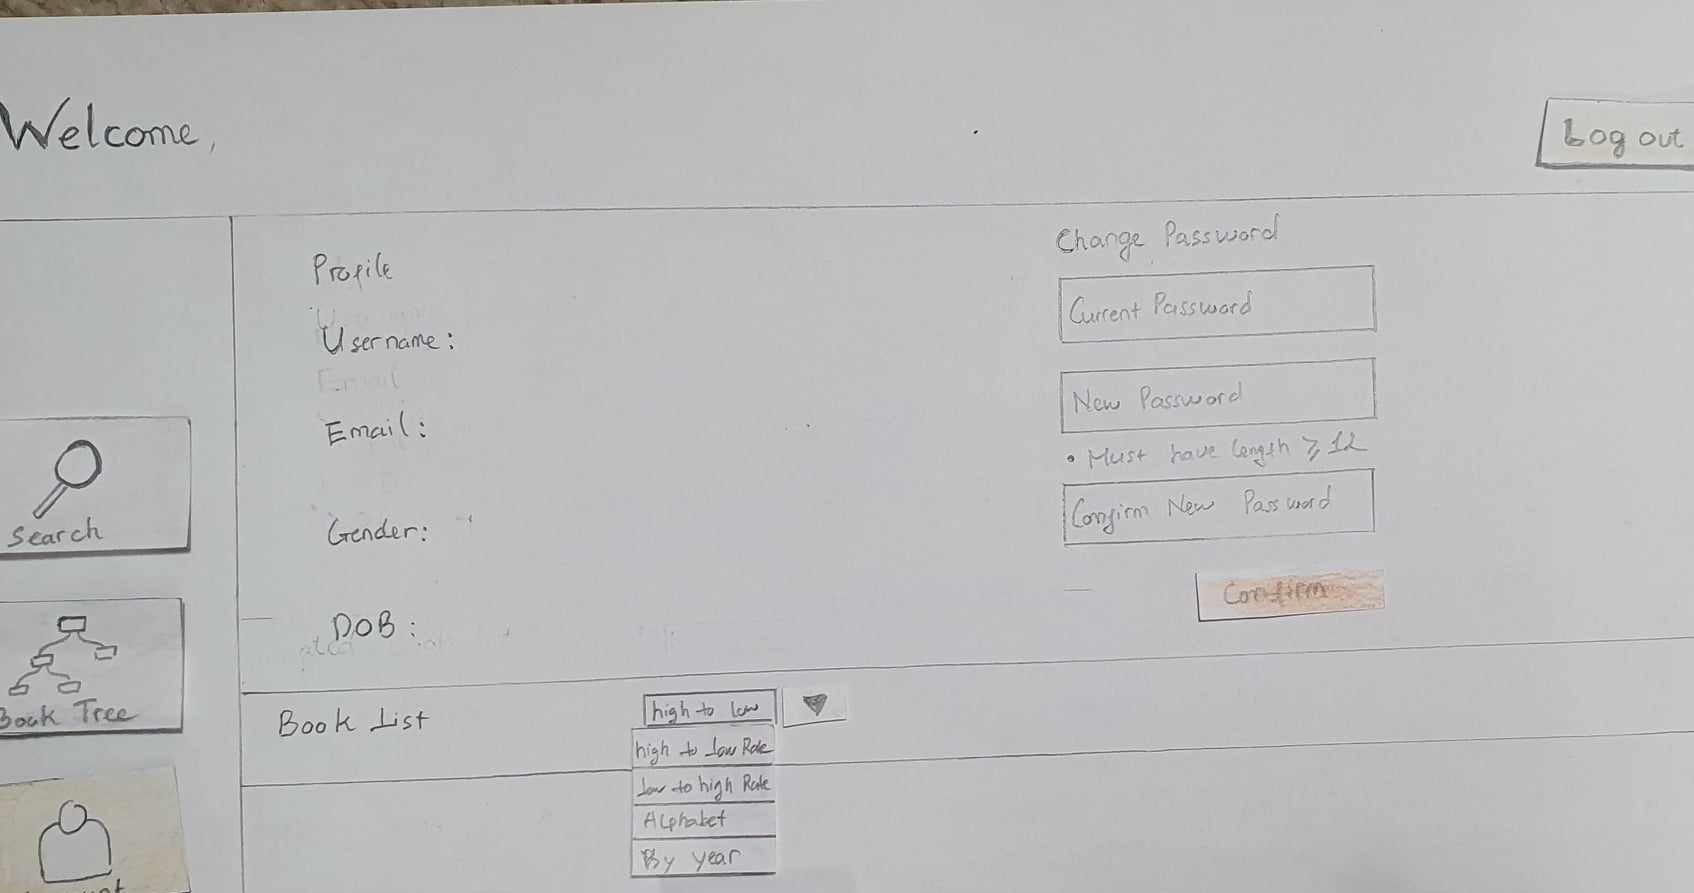 Welcome,
Log out
Search
Book Tree
Profile
Username:
Email
Email:
Gender:
DOB:
Change Password
Current Password
New Password
• Must have length ⩾ 12
Confirm New Password
Confirm
Book List
high to low
high to low Rate
low to high Rate
Alphabet
By year